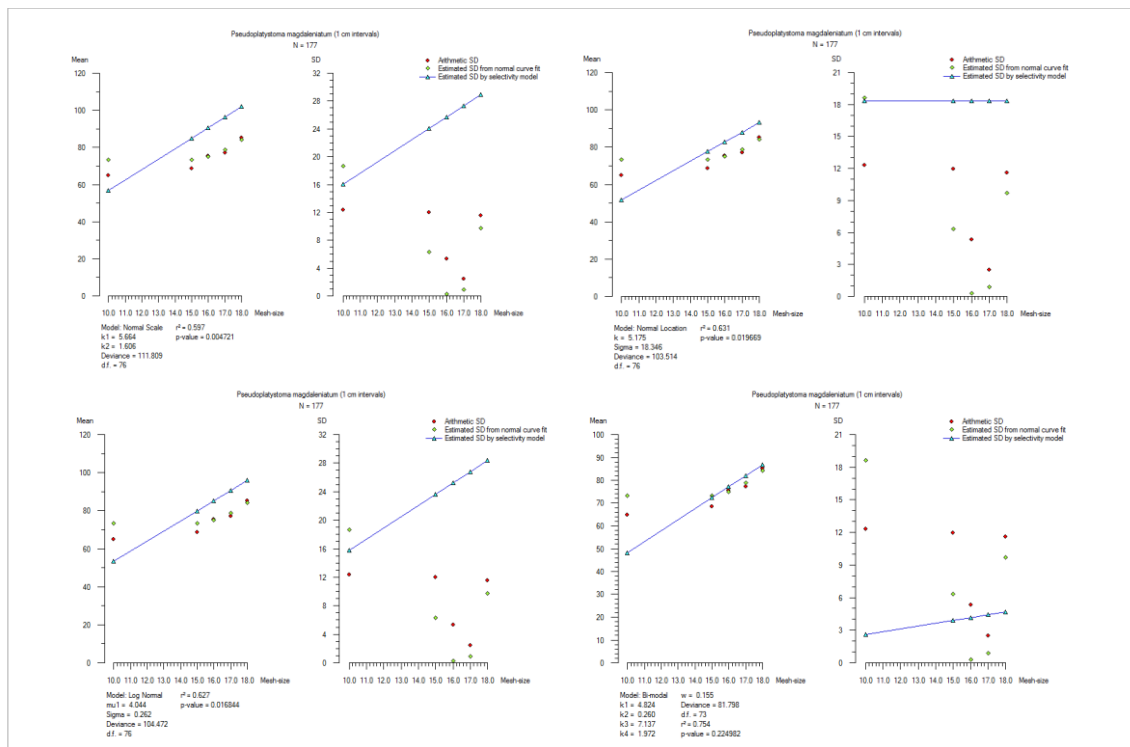 Pseudoplatystoma magdaleniatum (1 cm intervals)
N = 177
Mean
SD
Arithmetic SD
Estimated SD from normal curve fit
Estimated SD by selectivity model
120
100
80
60
40
20
0
32
28
24
20
16
12
8
4
0
10.0 11.0 12.0 13.0 14.0 15.0 16.0 17.0 18.0 Mesh-size
10.0 11.0 12.0 13.0 14.0 15.0 16.0 17.0 18.0
Model: Normal Scale r² = 0.597
k1 = 5.664 p-value = 0.004721
k2 = 1.606
Deviance = 111.809
d.f. = 76
Pseudoplatystoma magdaleniatum (1 cm intervals)
N = 177
Mean
SD
Arithmetic SD
Estimated SD from normal curve fit
Estimated SD by selectivity model
120
100
80
60
40
20
0
21
18
15
12
9
6
3
0
10.0 11.0 12.0 13.0 14.0 15.0 16.0 17.0 18.0 Mesh-size
10.0 11.0 12.0 13.0 14.0 15.0 16.0 17.0 18.0
Model: Normal Location r² = 0.631
k = 5.175 p-value = 0.019669
Sigma = 18.346
Deviance = 103.514
d.f. = 76
Pseudoplatystoma magdaleniatum (1 cm intervals)
N = 177
Mean
SD
Arithmetic SD
Estimated SD from normal curve fit
Estimated SD by selectivity model
120
100
80
60
40
20
0
32
28
24
20
16
12
8
4
0
10.0 11.0 12.0 13.0 14.0 15.0 16.0 17.0 18.0 Mesh-size
10.0 11.0 12.0 13.0 14.0 15.0 16.0 17.0 18.0
Model: Log Normal r² = 0.627
mu1 = 4.044 p-value = 0.016844
Sigma = 0.262
Deviance = 104.472
d.f. = 76
Pseudoplatystoma magdaleniatum (1 cm intervals)
N = 177
Mean
SD
Arithmetic SD
Estimated SD from normal curve fit
Estimated SD by selectivity model
100
90
80
70
60
50
40
30
20
10
0
21
18
15
12
9
6
3
0
10.0 11.0 12.0 13.0 14.0 15.0 16.0 17.0 18.0 Mesh-size
10.0 11.0 12.0 13.0 14.0 15.0 16.0 17.0 18.0
Model: Bi-modal w = 0.155
k1 = 4.824 Deviance = 81.798
k2 = 0.260 d.f. = 73
k3 = 7.137 r² = 0.754
k4 = 1.972 p-value = 0.224982